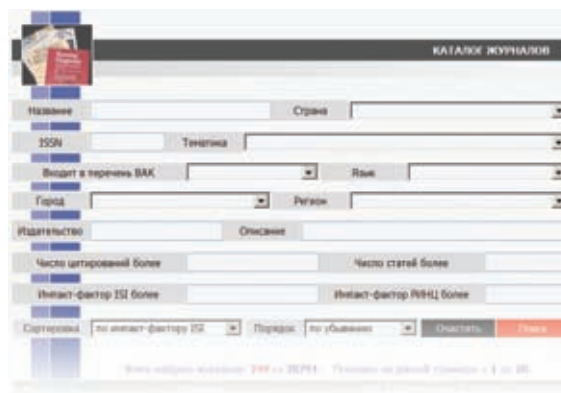 КАТАЛОГ ЖУРНАЛОВ
Название Страна
ISSN Тематика
Входит в перечень ВАК Язык
Город Регион
Издательство Описание
Число цитирований более Число статей более
Импакт-фактор ISI более Импакт-фактор РИНЦ более
Сортировка по импакт-фактору ISI Порядок по убыванию Очистить Поиск